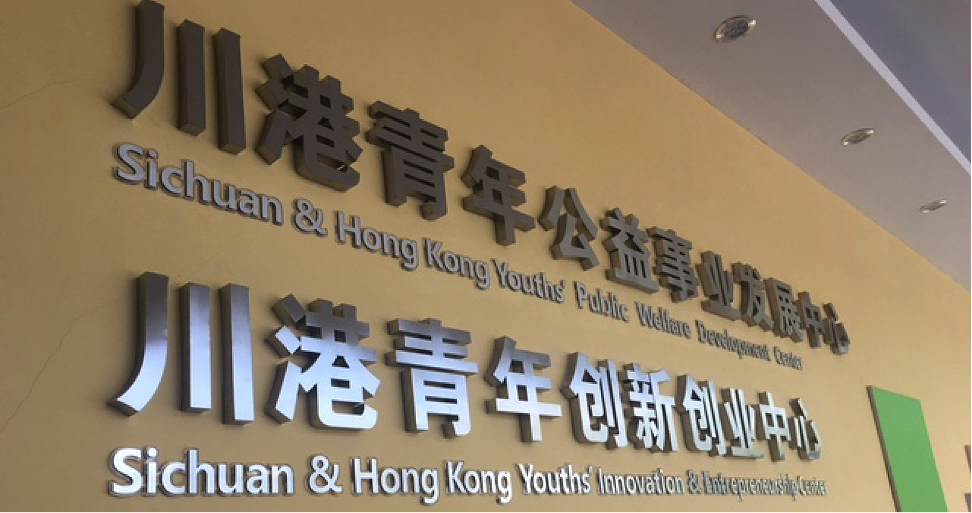 川港青年公益事业发展中心
Sichuan & Hong Kong Youths' Public Welfare Development Center
川港青年创新创业中心
Sichuan & Hong Kong Youths' Innovation & Entrepreneurship Center